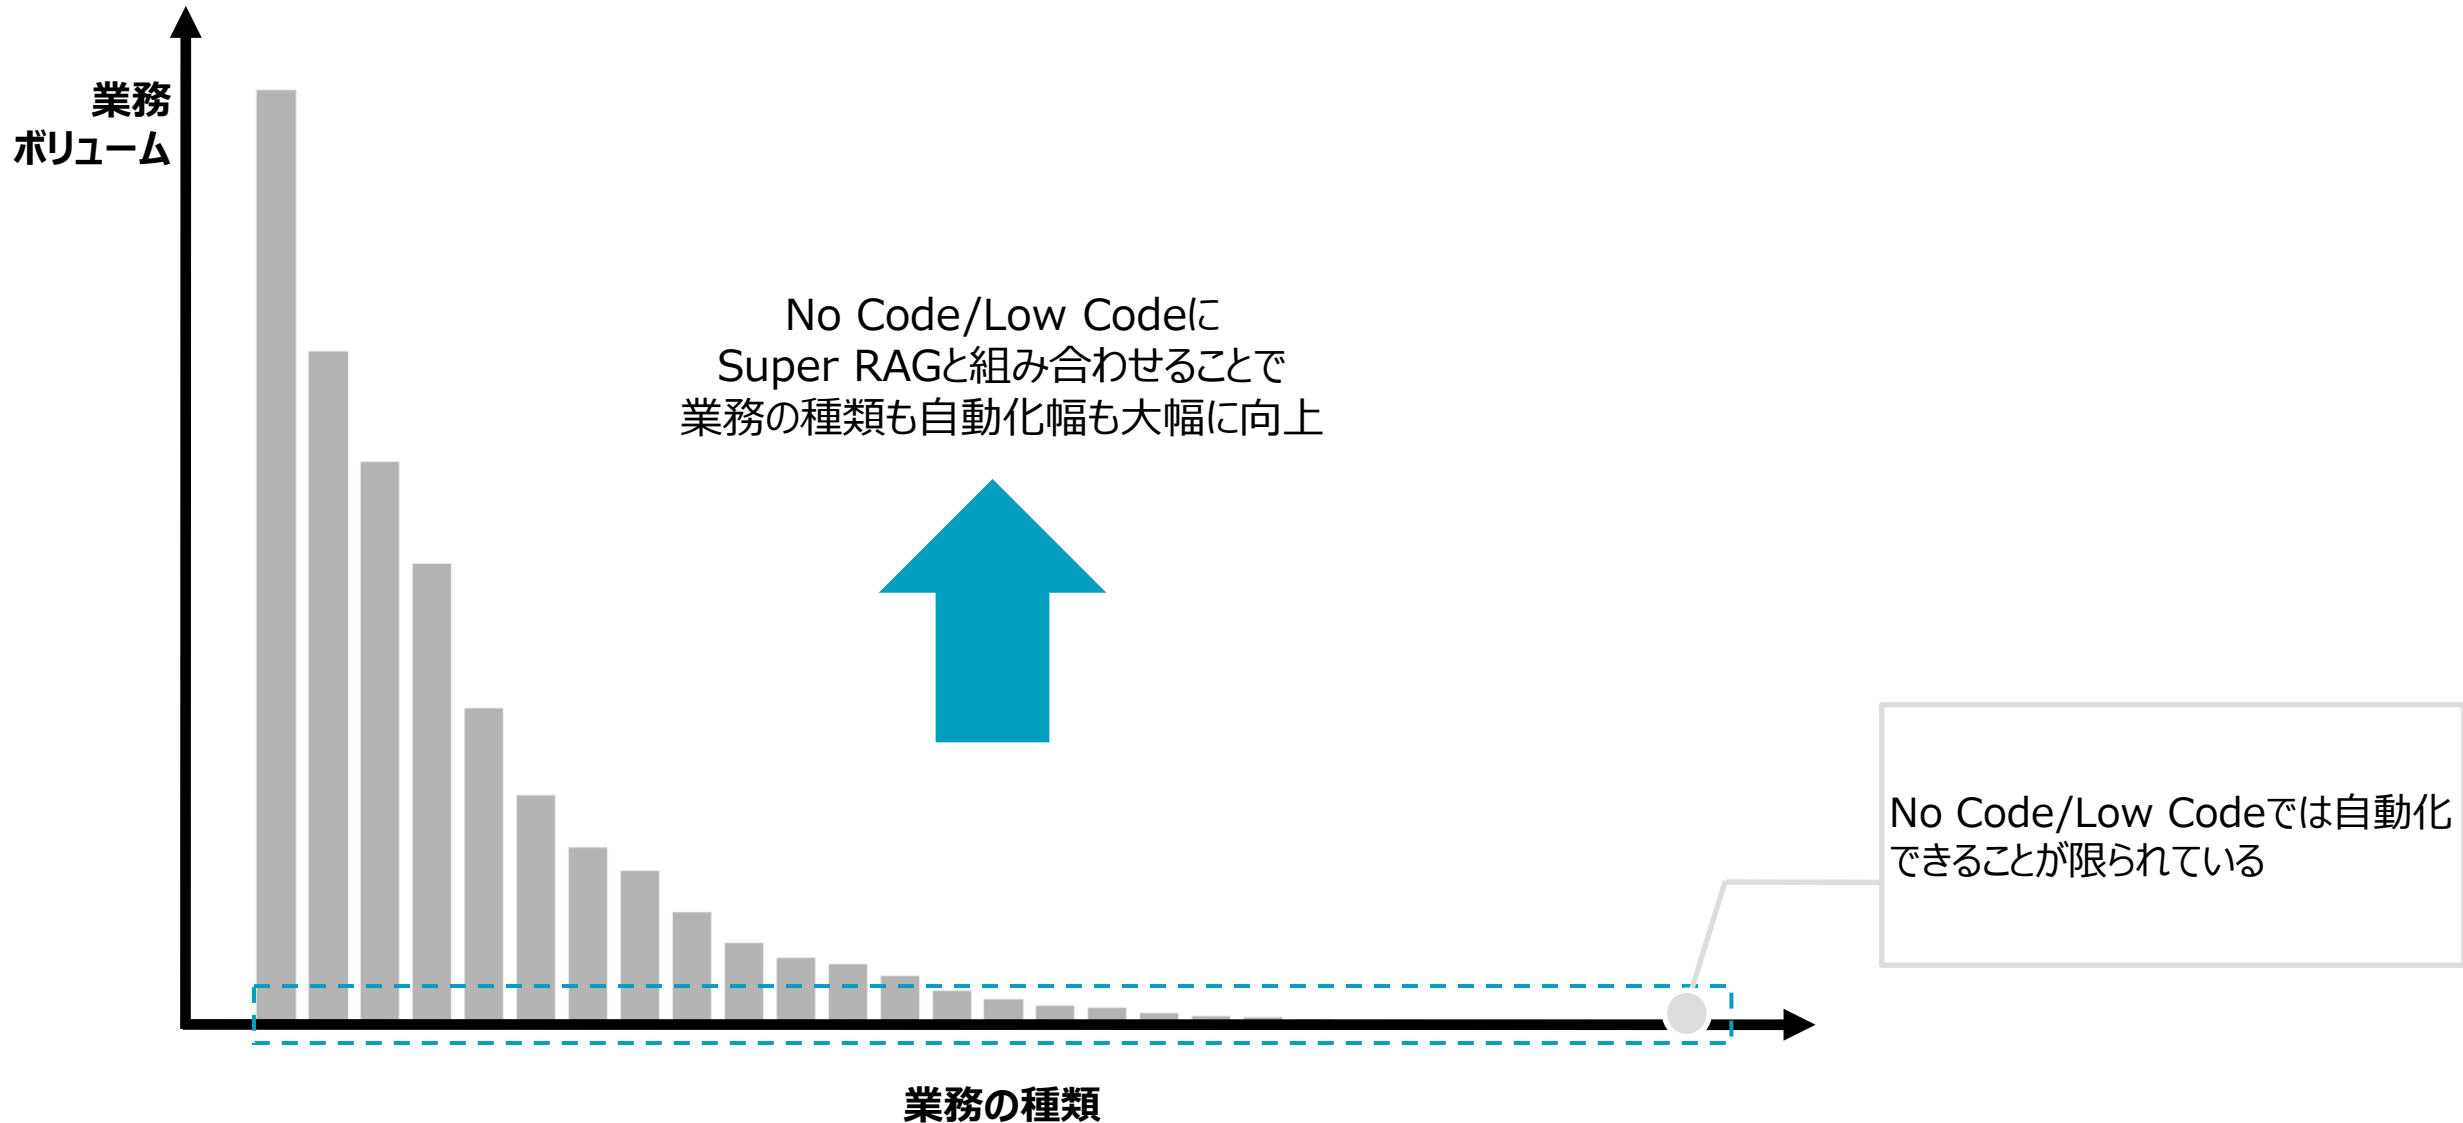 業務
ボリューム
No Code/Low Codeに
Super RAGと組み合わせることで
業務の種類も自動化幅も大幅に向上
No Code/Low Codeでは自動化
できることが限られている
業務の種類